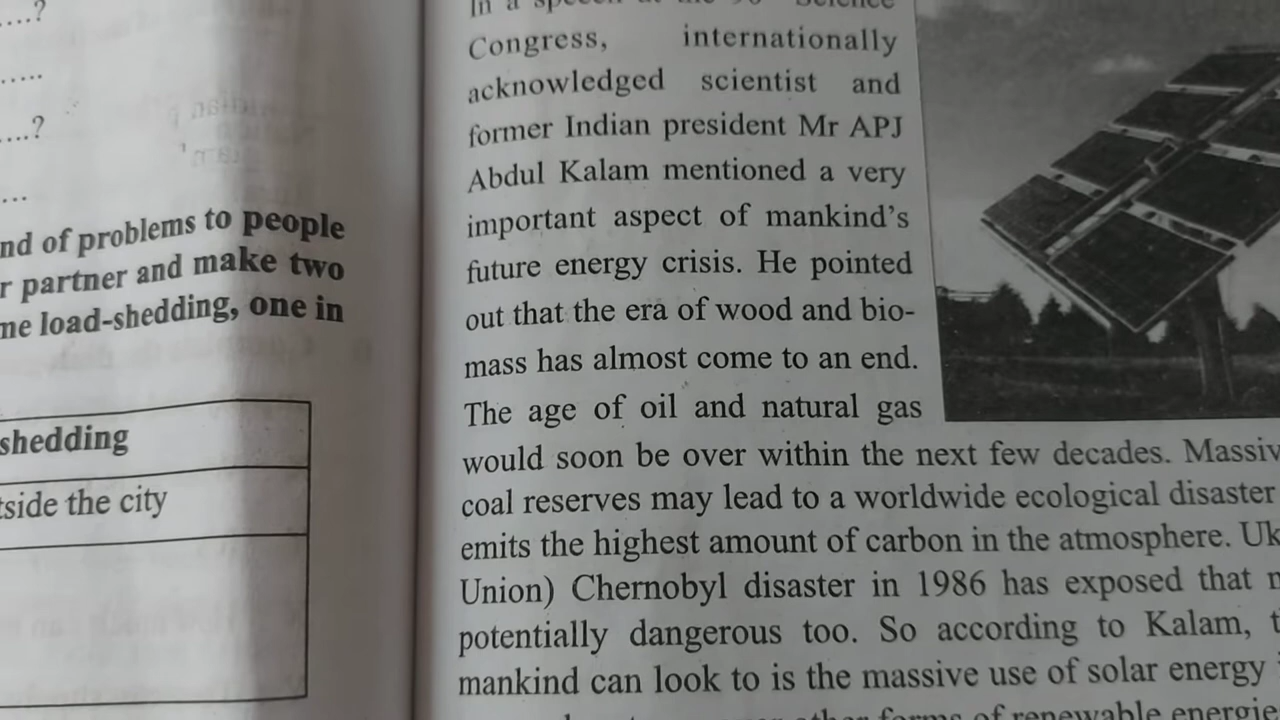 ....?
.....
....?
...
nd of problems to people
r partner and make two
me load-shedding, one in
shedding
tside the city
In a speech at the Science
Congress, internationally
acknowledged scientist and
former Indian president Mr APJ
Abdul Kalam mentioned a very
important aspect of mankind's
future energy crisis. He pointed
out that the era of wood and bio-
mass has almost come to an end.
The age of oil and natural gas
would soon be over within the next few decades. Massiv
coal reserves may lead to a worldwide ecological disaster
emits the highest amount of carbon in the atmosphere. Uk
Union) Chernobyl disaster in 1986 has exposed that n
potentially dangerous too. So according to Kalam, t
mankind can look to is the massive use of solar energy
other forms of renewable energie